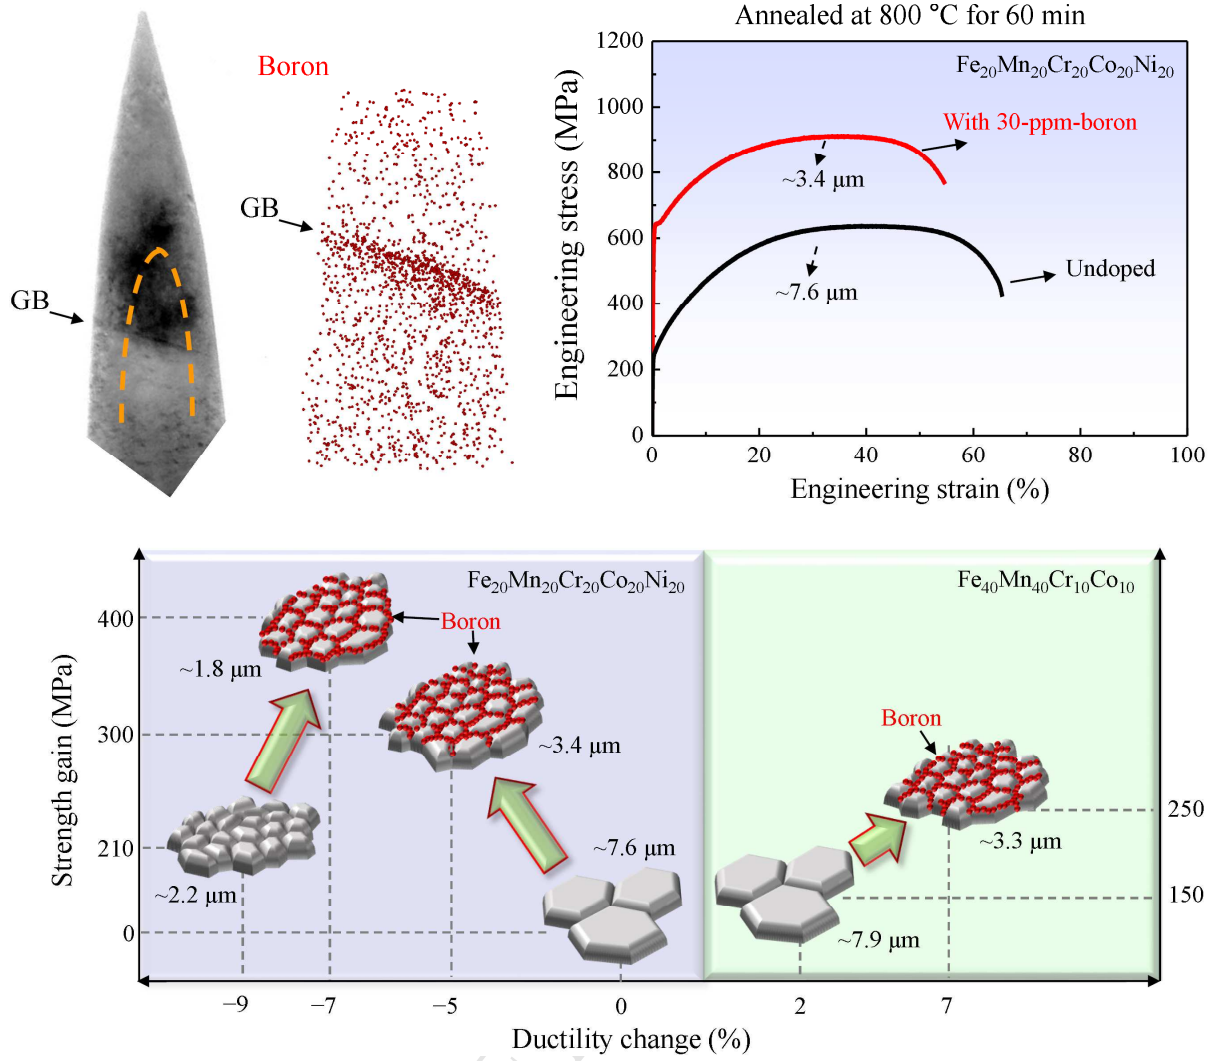 Boron
GB
GB
Annealed at 800 °C for 60 min
Engineering stress (MPa)
1200
1000
800
600
400
200
0
Fe20Mn20Cr20Co20Ni20
With 30-ppm-boron
~3.4 μm
~7.6 μm
Undoped
0 20 40 60 80 100
Engineering strain (%)
Strength gain (MPa)
400
300
210
0
Fe20Mn20Cr20Co20Ni20
Boron
~1.8 μm
~3.4 μm
~2.2 μm
~7.6 μm
Fe40Mn40Cr10Co10
Boron
~3.3 μm
~7.9 μm
250
150
−9 −7 −5 0 2 7
Ductility change (%)